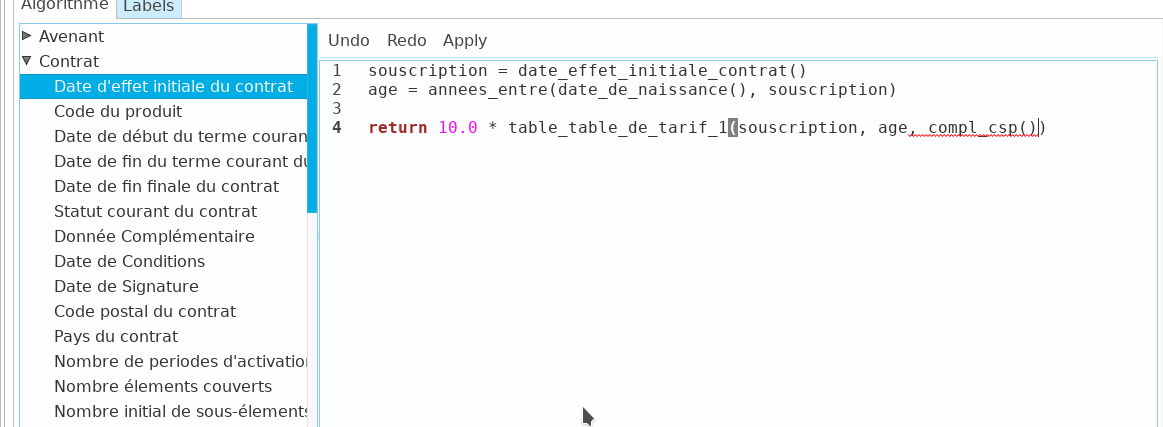 Algorithme Labels
Avenant
Contrat
Date d'effet initiale du contrat
Code du produit
Date de début du terme couran
Date de fin du terme courant du
Date de fin finale du contrat
Statut courant du contrat
Donnée Complémentaire
Date de Conditions
Date de Signature
Code postal du contrat
Pays du contrat
Nombre de periodes d'activation
Nombre élements couverts
Nombre initial de sous-élements
Undo Redo Apply
1 souscription = date_effet_initiale_contrat()
2 age = annees_entre(date_de_naissance(), souscription)
3
4 return 10.0 * table_table_de_tarif_1(souscription, age, compl_csp())